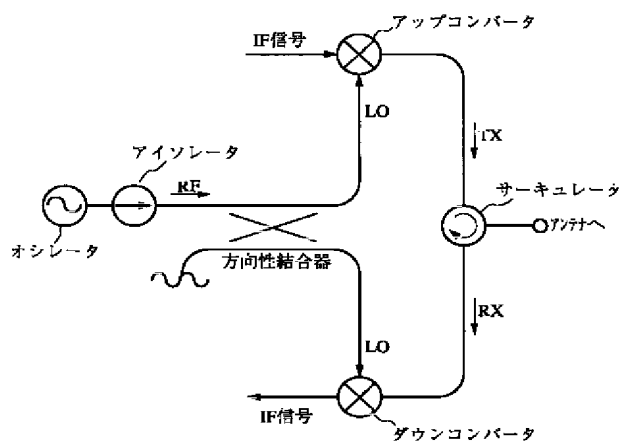 アップコンバータ
IF信号
LO
TX
アイソレータ
RF
サーキュレータ
アンテナへ
オシレータ
方向性結合器
RX
LO
IF信号
ダウンコンバータ